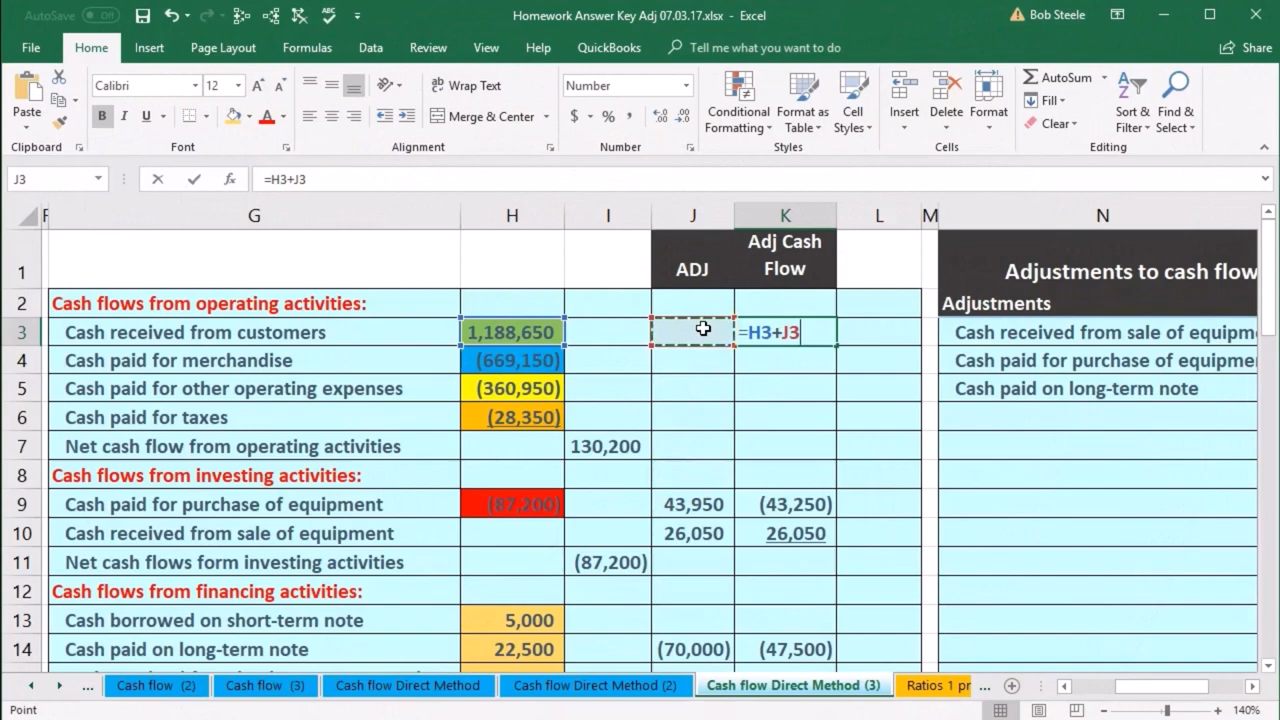 AutoSave Off
Homework Answer Key Adj 07.03.17.xlsx - Excel
Bob Steele
File Home Insert Page Layout Formulas Data Review View Help QuickBooks Tell me what you want to do Share
Paste
Calibri 12
Wrap Text
Merge & Center
Number
Conditional Formatting
Format as Table
Cell Styles
Insert Delete Format
AutoSum
Fill
Clear
Sort & Filter
Find & Select
Clipboard Font Alignment Number Styles Cells Editing
J3 =H3+J3
F G H I J K L M N
1 ADJ Adj Cash Flow Adjustments to cash flow
2 Cash flows from operating activities: Adjustments
3 Cash received from customers 1,188,650 =H3+J3 Cash received from sale of equipm
4 Cash paid for merchandise (669,150) Cash paid for purchase of equipme
5 Cash paid for other operating expenses (360,950) Cash paid on long-term note
6 Cash paid for taxes (28,350)
7 Net cash flow from operating activities 130,200
8 Cash flows from investing activities:
9 Cash paid for purchase of equipment (87,200) 43,950 (43,250)
10 Cash received from sale of equipment 26,050 26,050
11 Net cash flows form investing activities (87,200)
12 Cash flows from financing activities:
13 Cash borrowed on short-term note 5,000
14 Cash paid on long-term note 22,500 (70,000) (47,500)
... Cash flow (2) Cash flow (3) Cash flow Direct Method Cash flow Direct Method (2) Cash flow Direct Method (3) Ratios 1 pr ...
Point 140%